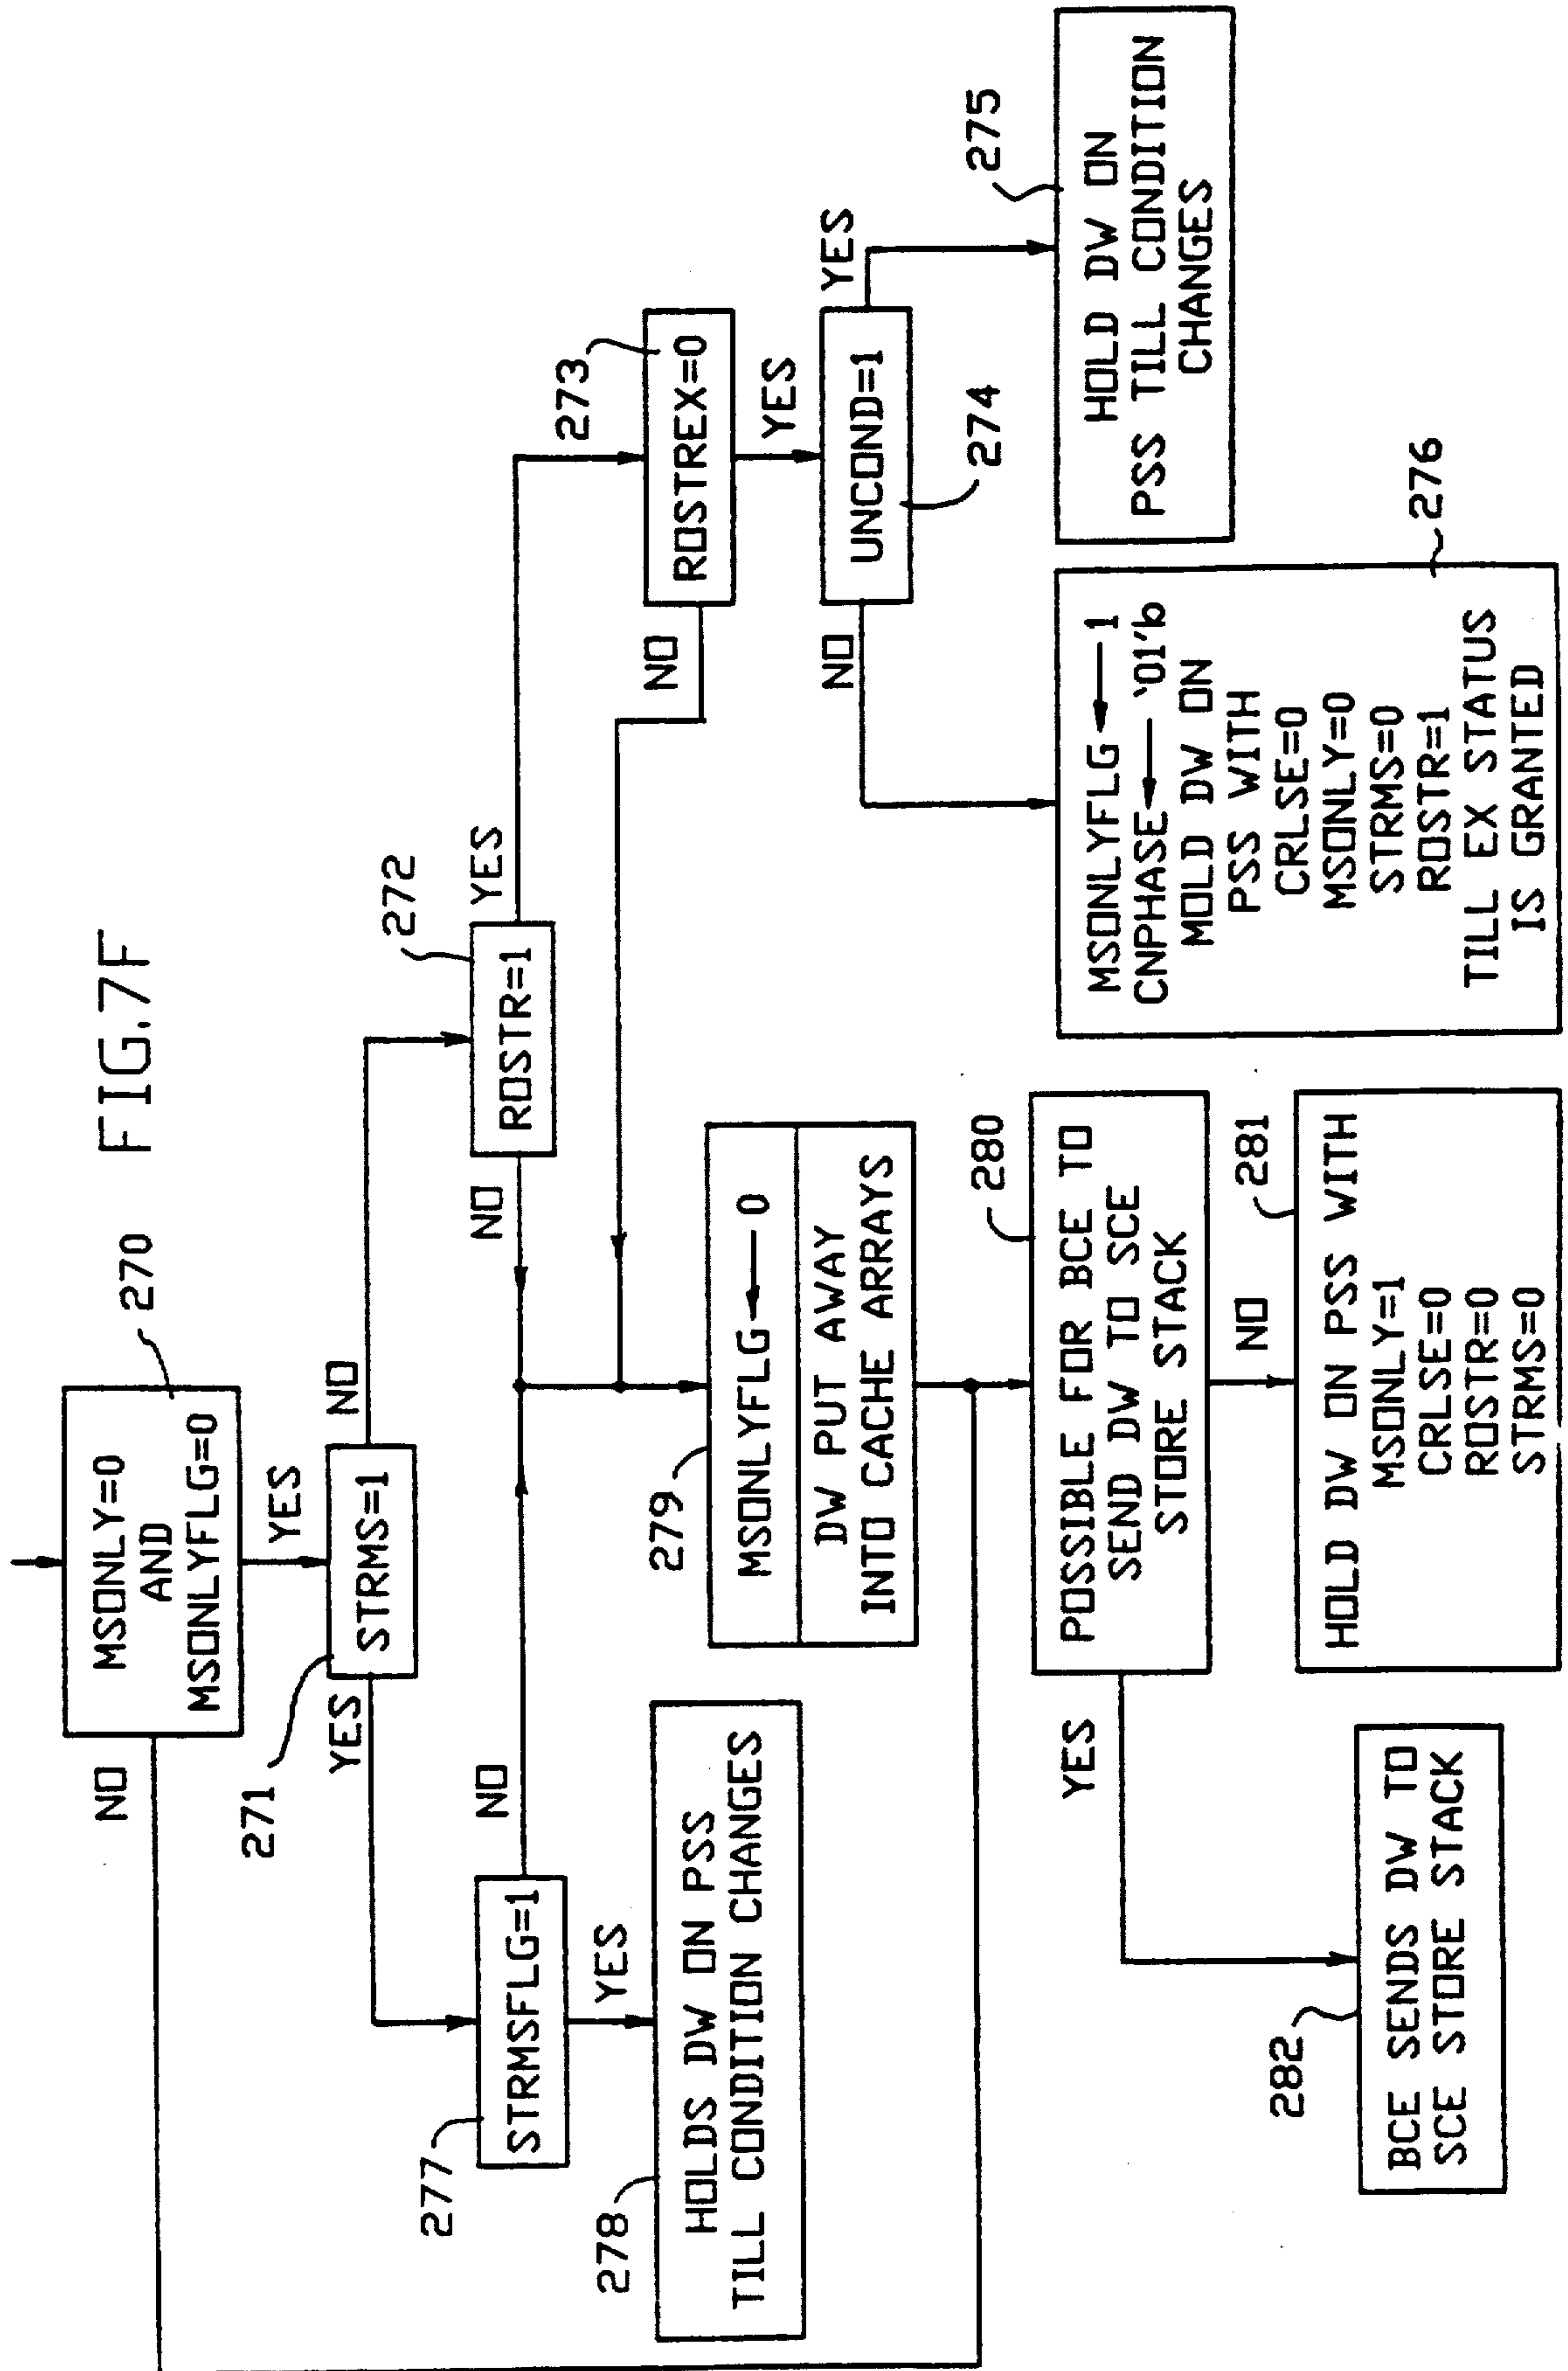 FIG.7F
270
MSONLY=0
AND
MSONLYFLG=0
NO
YES
271
STRMS=1
YES
NO
272
ROSTR=1
NO
YES
273
ROSTREX=0
NO
YES
UNCOND=1
274
YES
NO
275
HOLD DW ON
PSS TILL CONDITION
CHANGES
276
MSONLYFLG←1
CNPHASE←'01'b
MOLD DW ON
PSS WITH
CRLSE=0
MSONLY=0
STRMS=0
ROSTR=1
TILL EX STATUS
IS GRANTED
277
STRMSFLG=1
NO
YES
278
HOLDS DW ON PSS
TILL CONDITION CHANGES
279
MSONLYFLG←0
DW PUT AWAY
INTO CACHE ARRAYS
280
POSSIBLE FOR BCE TO
SEND DW TO SCE
STORE STACK
YES
NO
281
HOLD DW ON PSS WITH
MSONLY=1
CRLSE=0
ROSTR=0
STRMS=0
282
BCE SENDS DW TO
SCE STORE STACK